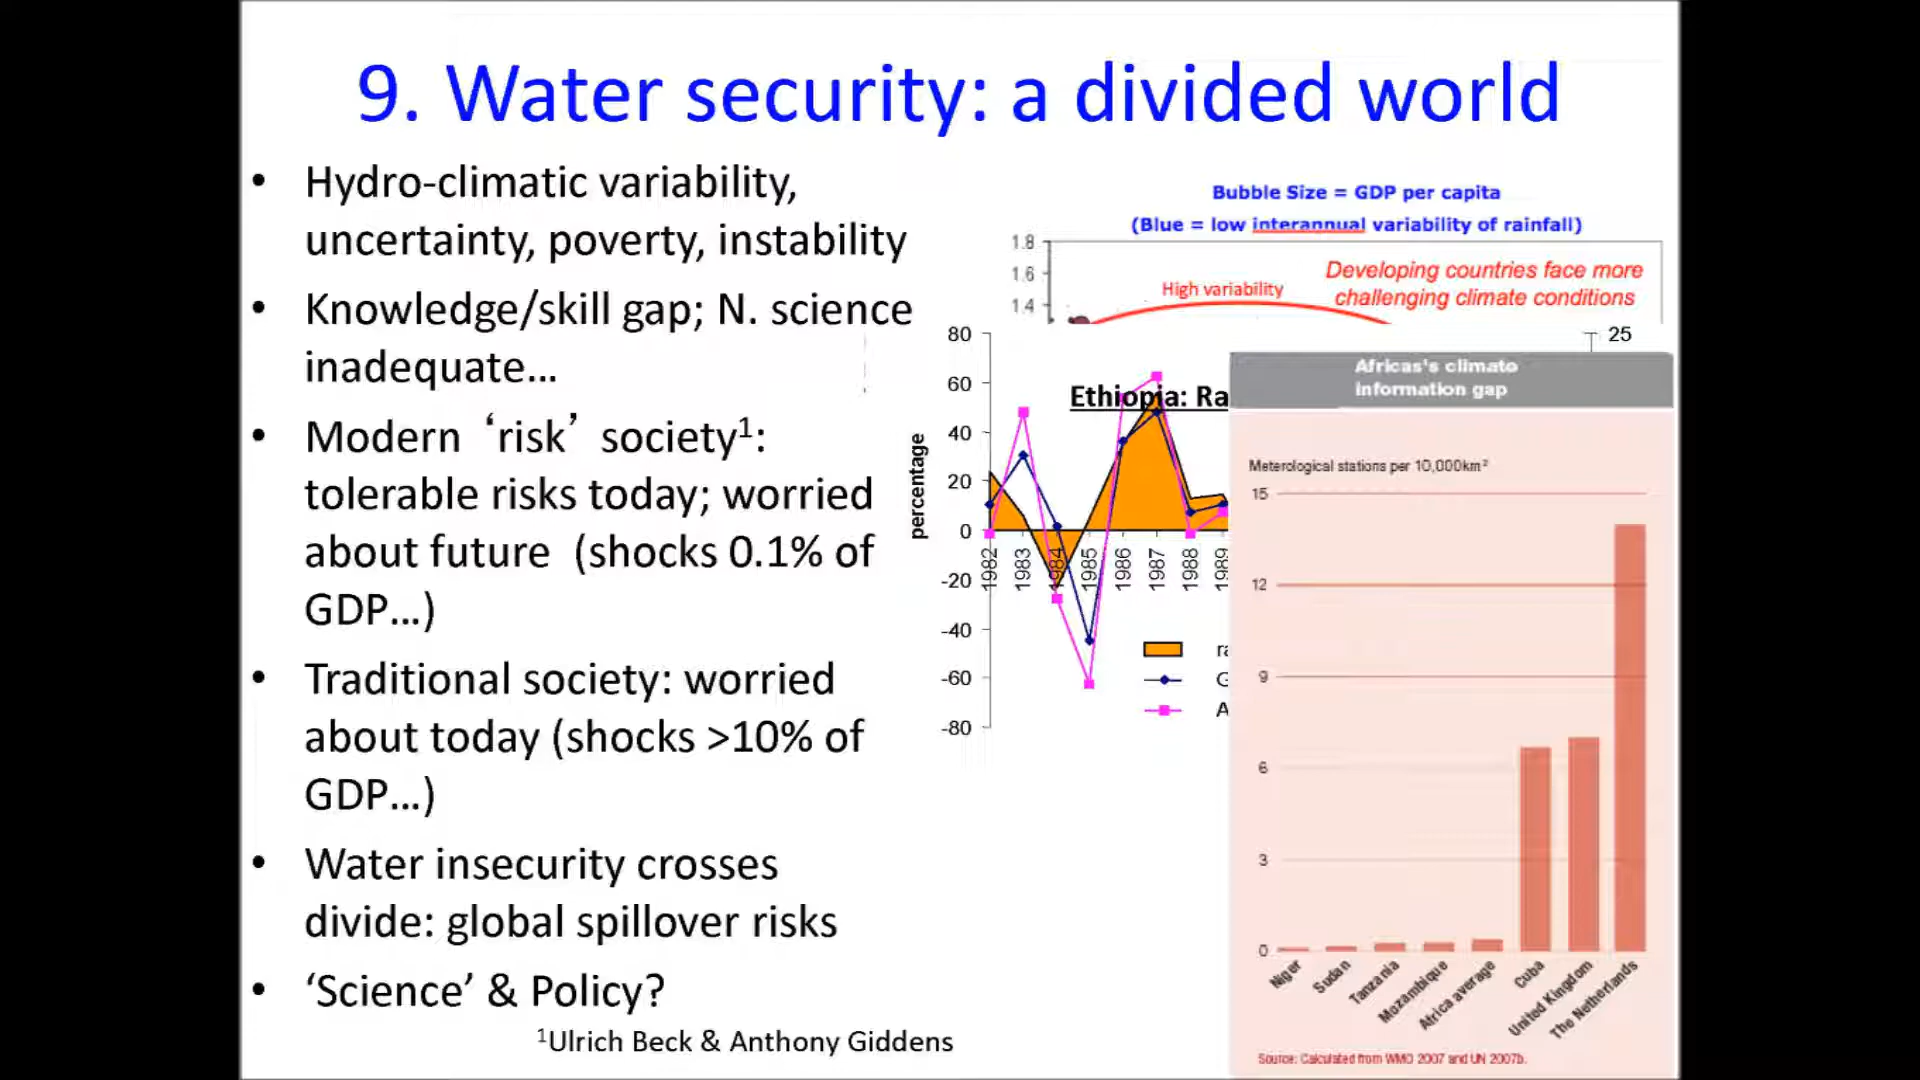 9. Water security: a divided world
• Hydro-climatic variability,
uncertainty, poverty, instability
• Knowledge/skill gap; N. science
inadequate...
• Modern ‘risk’ society¹:
tolerable risks today; worried
about future (shocks 0.1% of
GDP...)
• Traditional society: worried
about today (shocks >10% of
GDP...)
• Water insecurity crosses
divide: global spillover risks
• ‘Science’ & Policy?
¹Ulrich Beck & Anthony Giddens
Bubble Size = GDP per capita
(Blue = low interannual variability of rainfall)
1.8
1.6
1.4
High variability
Developing countries face more
challenging climate conditions
80
60
40
20
0
-20
-40
-60
-80
percentage
25
Ethiopia: Ra
1982
1983
1984
1985
1986
1987
1988
1989
ra
G
A
Africas's climate
information gap
Meterological stations per 10,000km²
15
12
9
6
3
0
Niger
Sudan
Tanzania
Mozambique
Africa average
Cuba
United Kingdom
The Netherlands
Source: Calculated from WMO 2007 and UN 2007b.